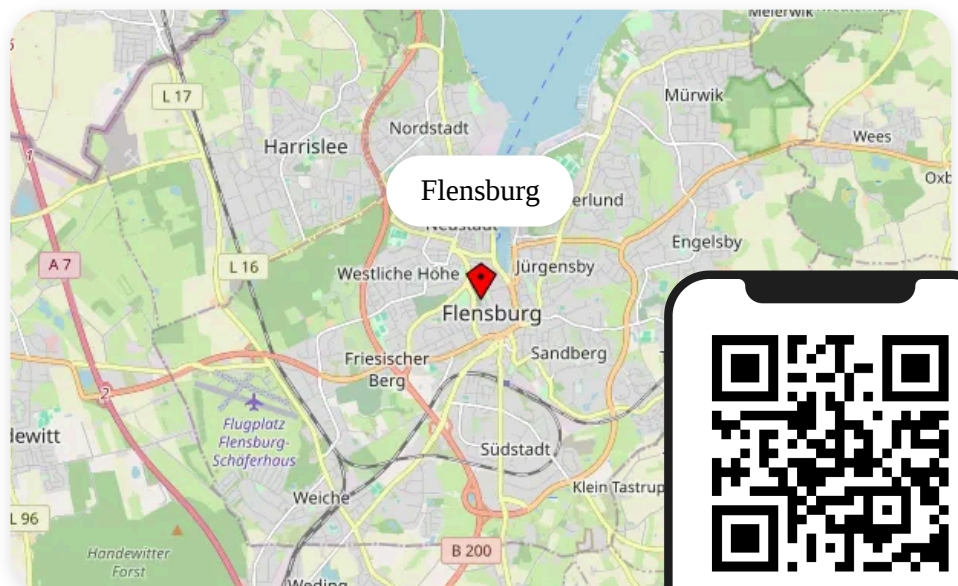 Meierwik
L 17
Mürwik
Nordstadt
Wees
Harrislee
1
Oxb
Flensburg
erlund
Neustadt
Engelsby
A 7
L 16
Westliche Höhe
Jürgensby
Flensburg
Friesischer
Berg
Sandberg
2
Flugplatz
Flensburg-
Schäferhaus
dewitt
Südstadt
Weiche
Klein Tastrup
L 96
B 200
Handewitter
Forst
Weding